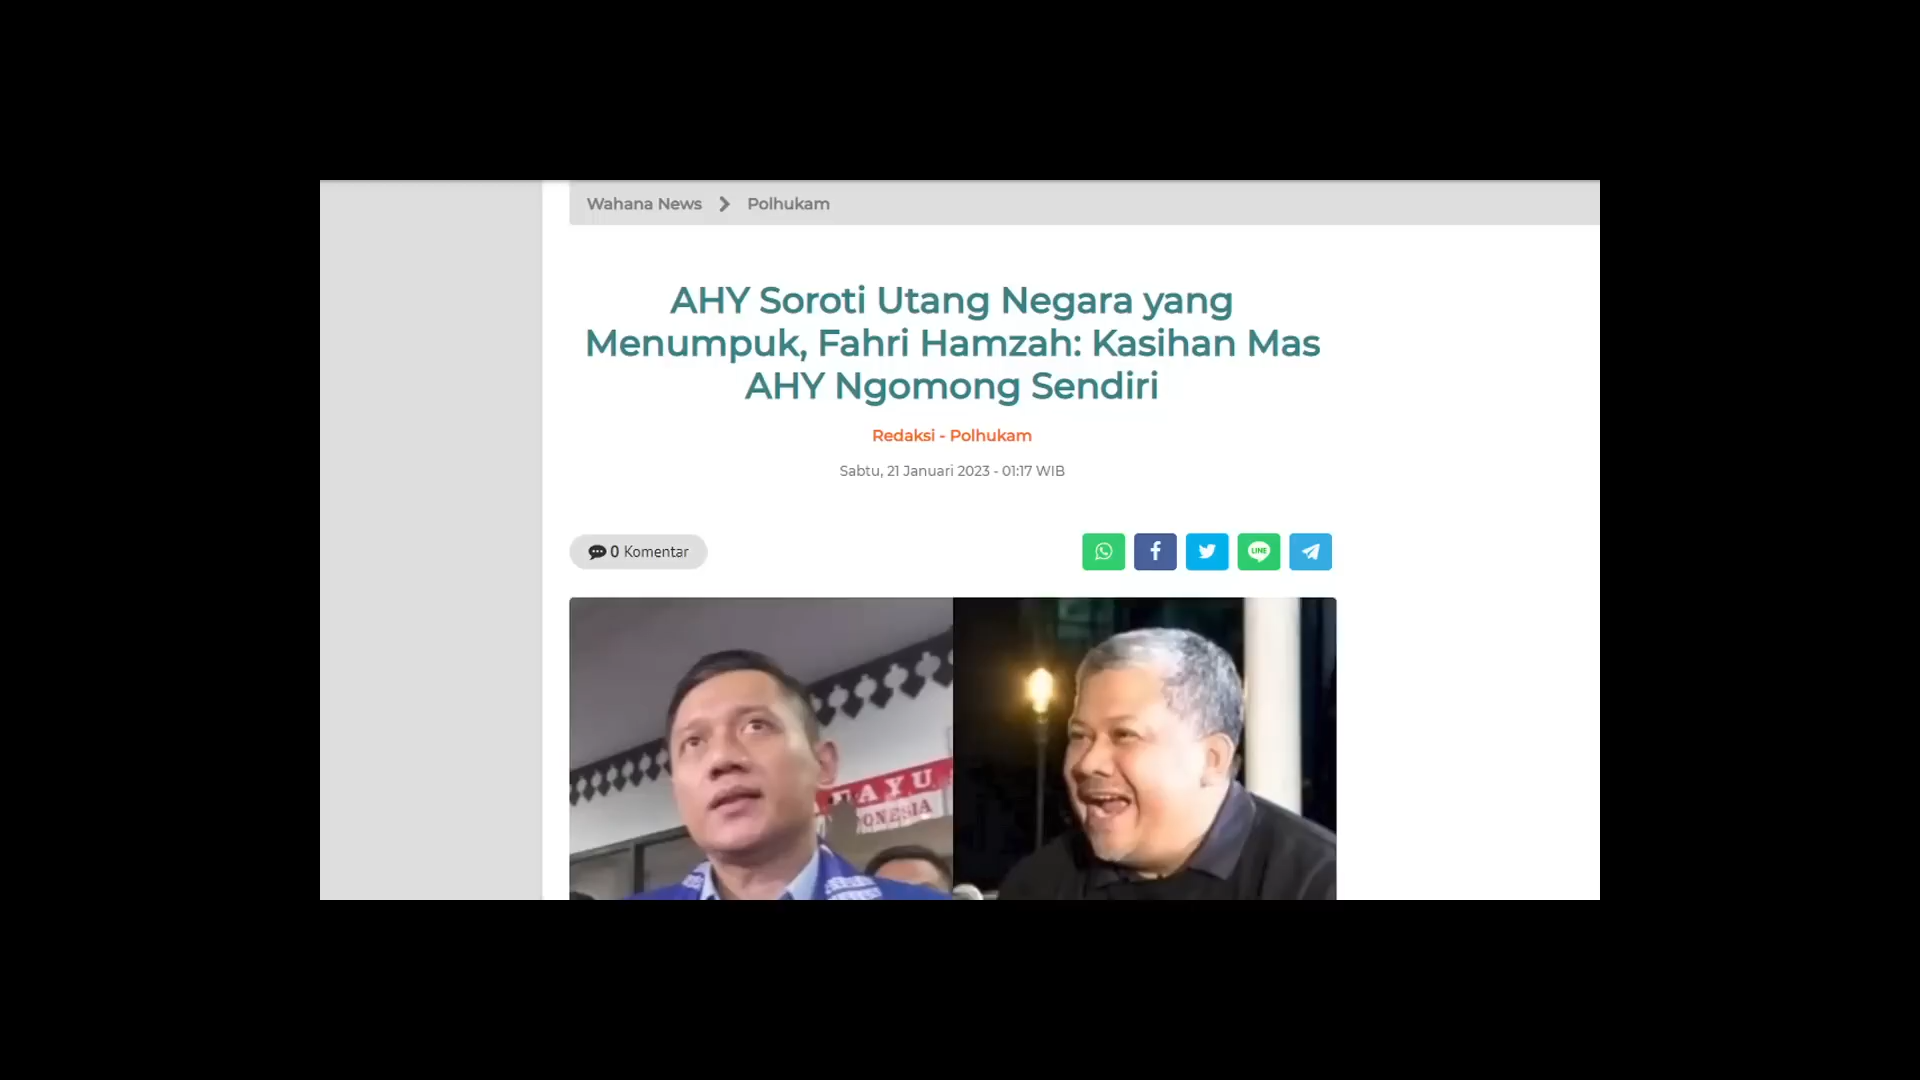 Wahana News > Polhukam
AHY Soroti Utang Negara yang
Menumpuk, Fahri Hamzah: Kasihan Mas
AHY Ngomong Sendiri
Redaksi - Polhukam
Sabtu, 21 Januari 2023 - 01:17 WIB
0 Komentar
LINE